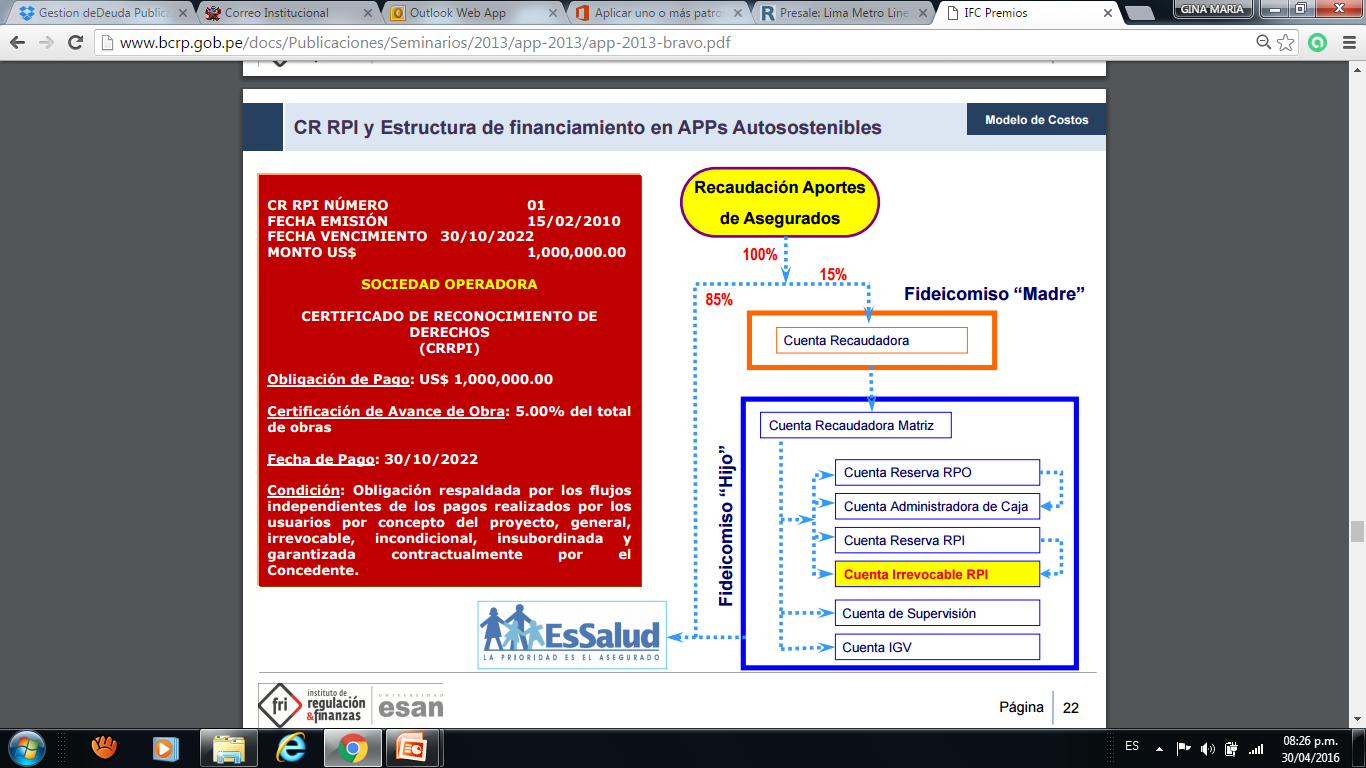 Gestion deDeuda Public
Correo Institucional
Outlook Web App
Aplicar uno o más patro
Presale: Lima Metro Line
IFC Premios
GINA MARIA
www.bcrp.gob.pe/docs/Publicaciones/Seminarios/2013/app-2013/app-2013-bravo.pdf
CR RPI y Estructura de financiamiento en APPs Autosostenibles
Modelo de Costos
CR RPI NÚMERO 01
FECHA EMISIÓN 15/02/2010
FECHA VENCIMIENTO 30/10/2022
MONTO US$ 1,000,000.00
SOCIEDAD OPERADORA
CERTIFICADO DE RECONOCIMIENTO DE
DERECHOS
(CRRPI)
Obligación de Pago: US$ 1,000,000.00
Certificación de Avance de Obra: 5.00% del total
de obras
Fecha de Pago: 30/10/2022
Condición: Obligación respaldada por los flujos
independientes de los pagos realizados por los
usuarios por concepto del proyecto, general,
irrevocable, incondicional, insubordinada y
garantizada contractualmente por el
Concedente.
Recaudación Aportes
de Asegurados
100%
15%
85%
Fideicomiso “Madre”
Cuenta Recaudadora
Fideicomiso “Hijo”
Cuenta Recaudadora Matriz
Cuenta Reserva RPO
Cuenta Administradora de Caja
Cuenta Reserva RPI
Cuenta Irrevocable RPI
Cuenta de Supervisión
Cuenta IGV
EsSalud
LA PRIORIDAD ES EL ASEGURADO
fri
instituto de
regulación
&finanzas
UNIVERSIDAD
esan
Página 22
ES
08:26 p.m.
30/04/2016